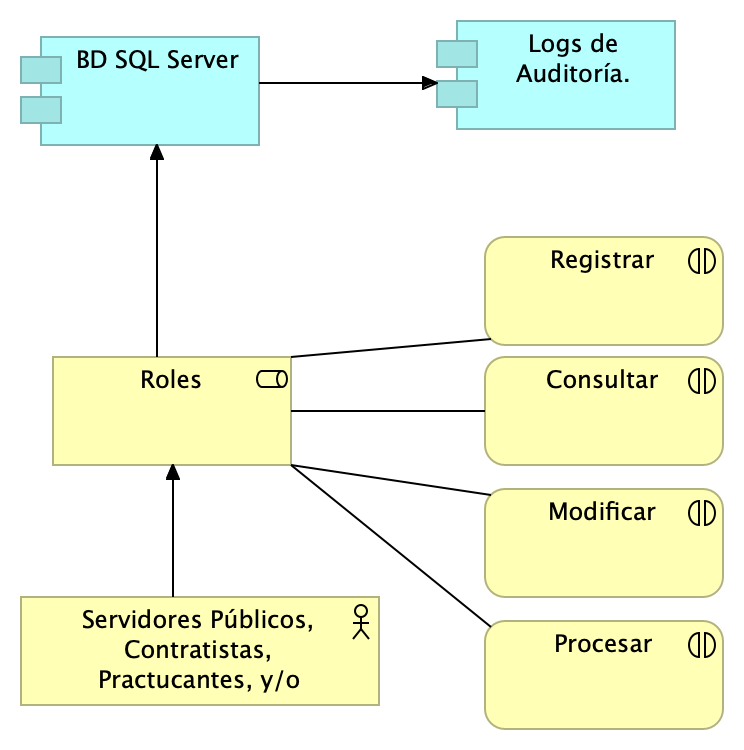 BD SQL Server
Logs de
Auditoría.
Registrar
Roles
Consultar
Modificar
Servidores Públicos,
Contratistas,
Practucantes, y/o
Procesar